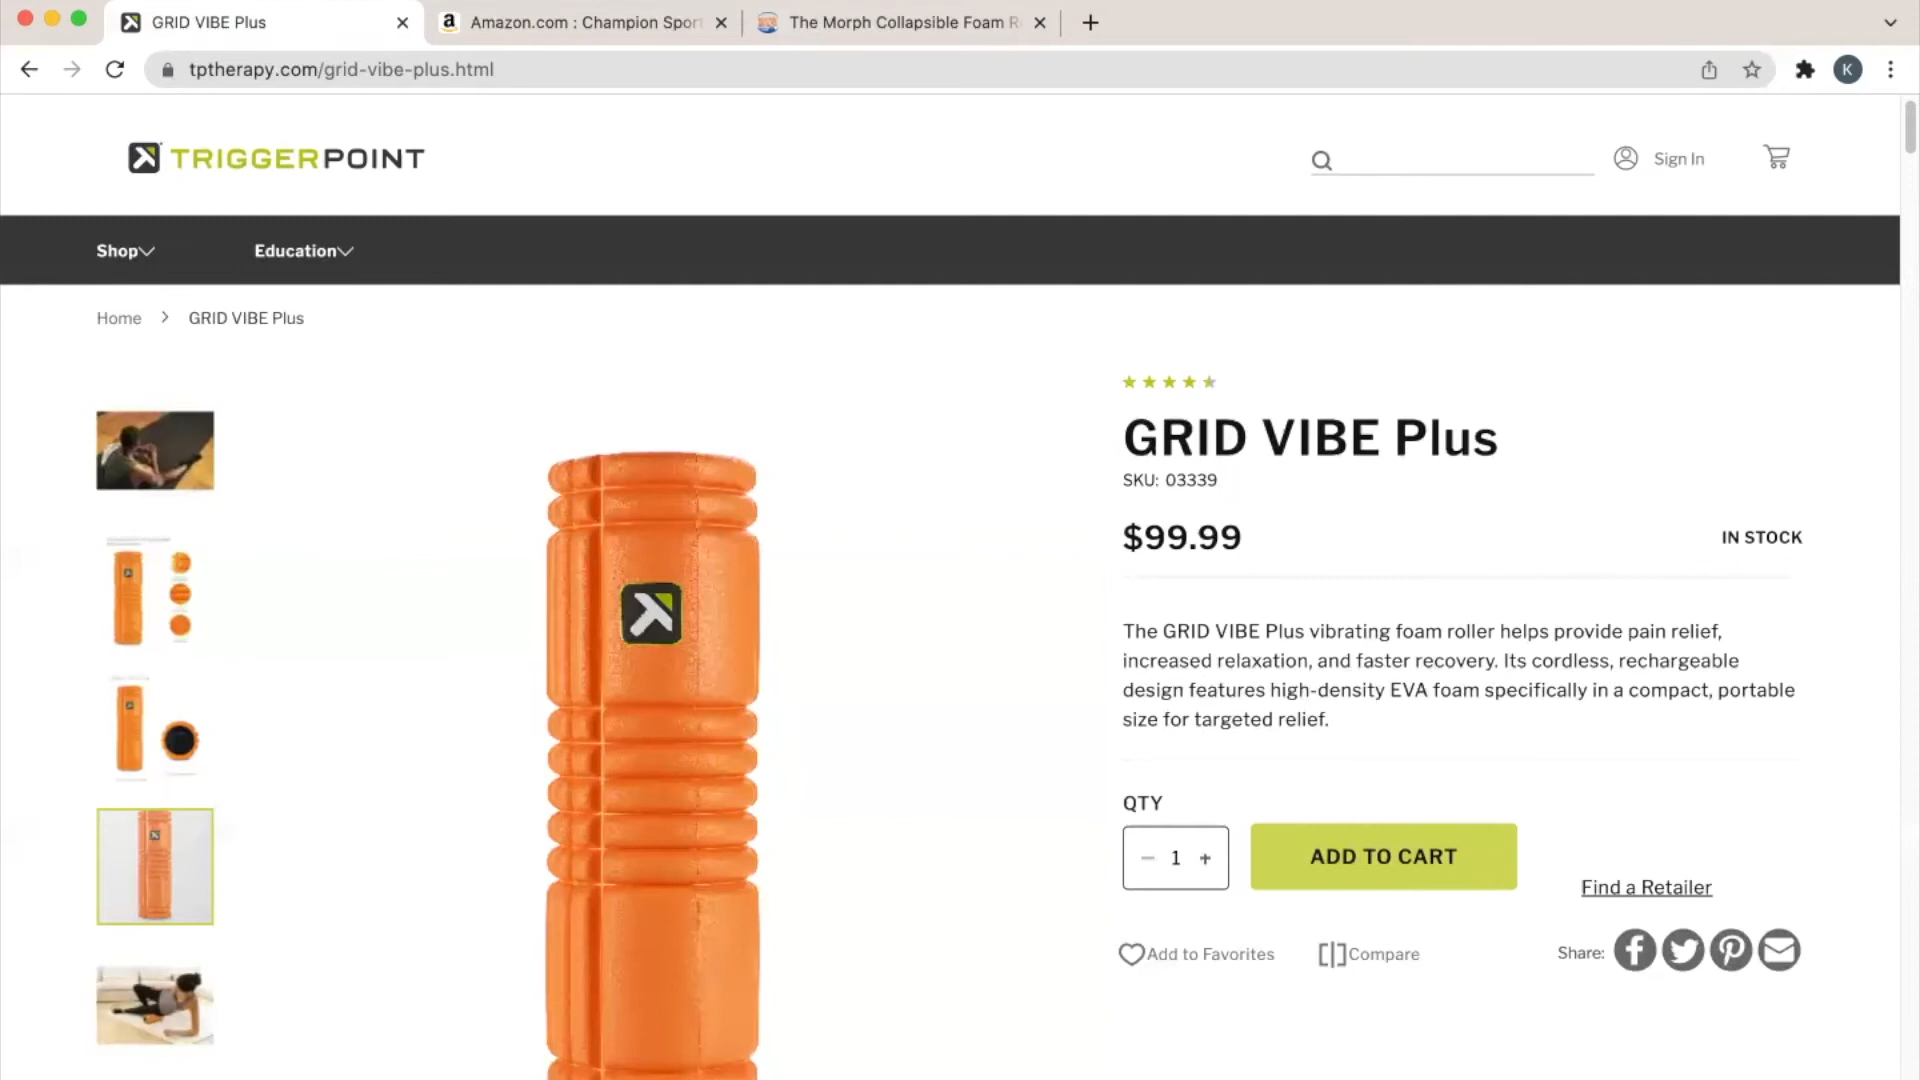 GRID VIBE Plus
Amazon.com : Champion Sport
The Morph Collapsible Foam R
tptherapy.com/grid-vibe-plus.html
K
TRIGGERPOINT
Sign In
Shop
Education
Home
GRID VIBE Plus
GRID VIBE Plus
SKU: 03339
$99.99
IN STOCK
The GRID VIBE Plus vibrating foam roller helps provide pain relief,
increased relaxation, and faster recovery. Its cordless, rechargeable
design features high-density EVA foam specifically in a compact, portable
size for targeted relief.
QTY
− 1 +
ADD TO CART
Find a Retailer
Add to Favorites
Compare
Share: